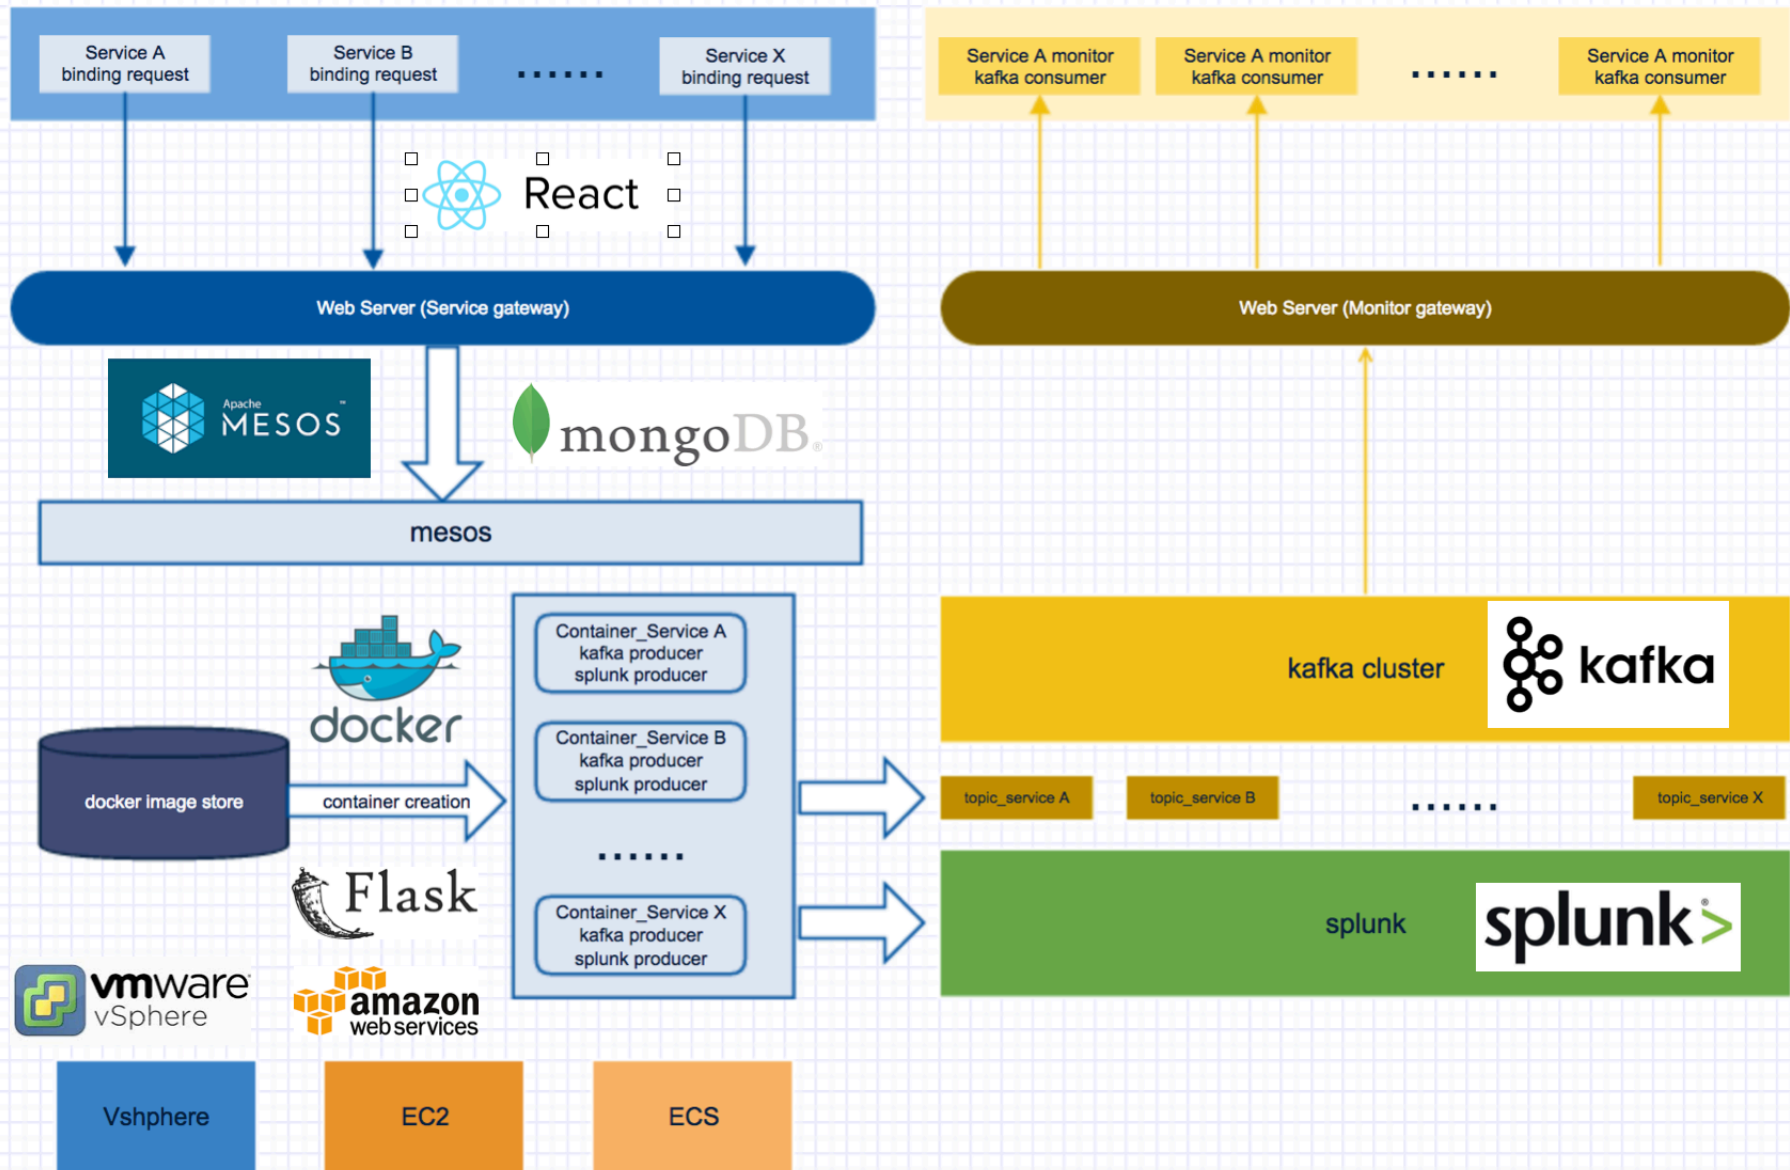 Service A
binding request
Service B
binding request
......
Service X
binding request
Service A monitor
kafka consumer
Service A monitor
kafka consumer
......
Service A monitor
kafka consumer
React
Web Server (Service gateway)
Web Server (Monitor gateway)
Apache
MESOS™
mongoDB®
mesos
docker
Container_Service A
kafka producer
splunk producer
kafka cluster
kafka
docker image store
container creation
Container_Service B
kafka producer
splunk producer
topic_service A
topic_service B
......
topic_service X
......
Flask
Container_Service X
kafka producer
splunk producer
splunk
splunk®>
vmware
vSphere
amazon
web services
Vshphere
EC2
ECS